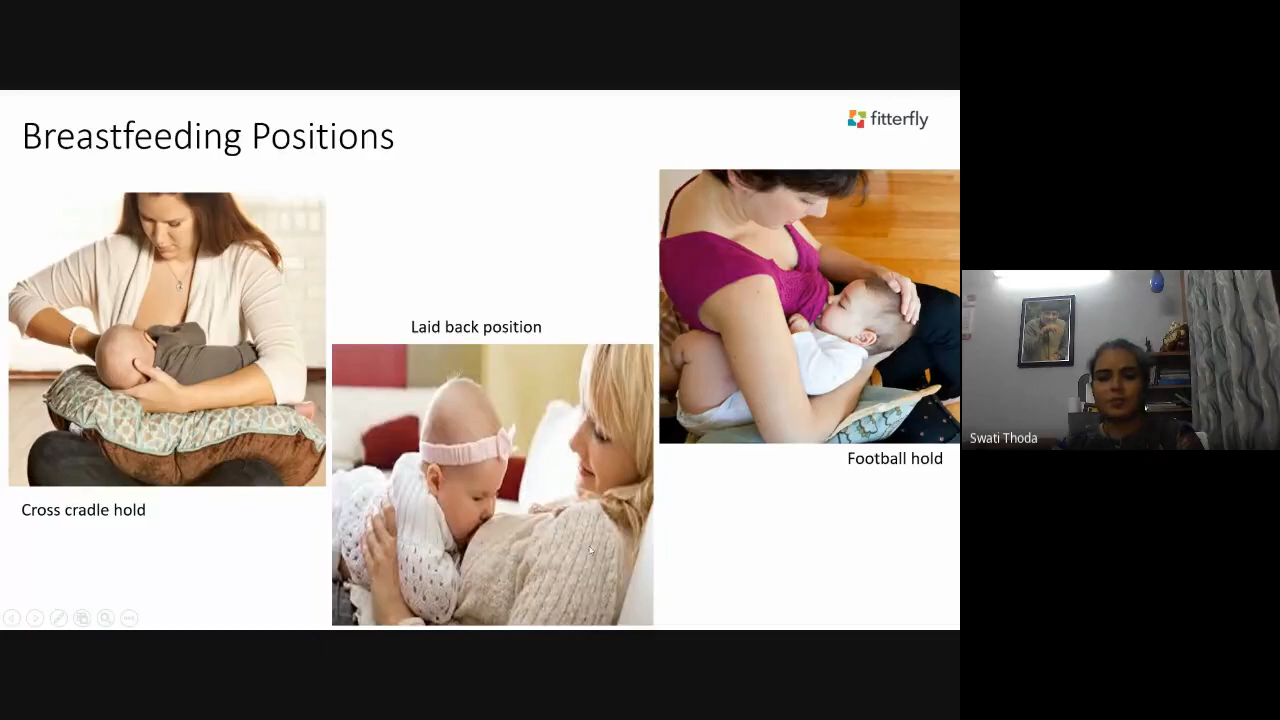 Breastfeeding Positions
fitterfly
Laid back position
Football hold
Swati Thoda
Cross cradle hold